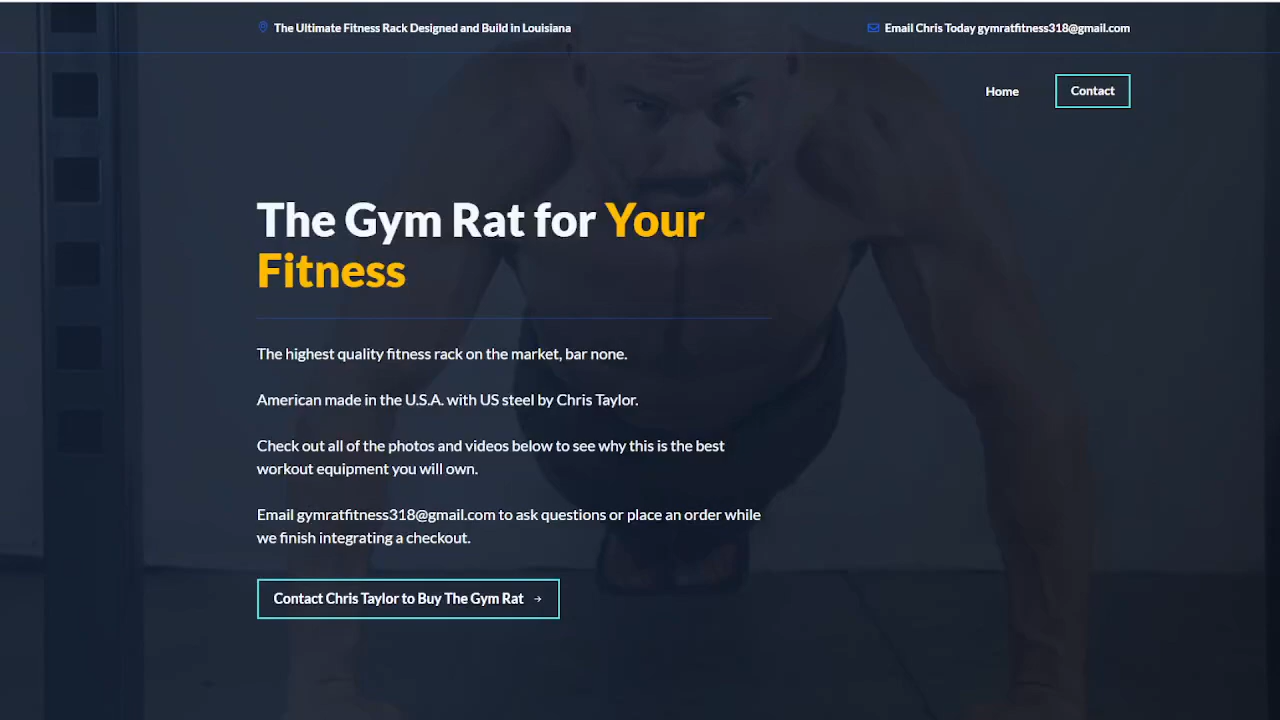 The Ultimate Fitness Rack Designed and Build in Louisiana
Email Chris Today gymratfitness318@gmail.com
Home
Contact
The Gym Rat for Your
Fitness
The highest quality fitness rack on the market, bar none.
American made in the U.S.A. with US steel by Chris Taylor.
Check out all of the photos and videos below to see why this is the best
workout equipment you will own.
Email gymratfitness318@gmail.com to ask questions or place an order while
we finish integrating a checkout.
Contact Chris Taylor to Buy The Gym Rat →